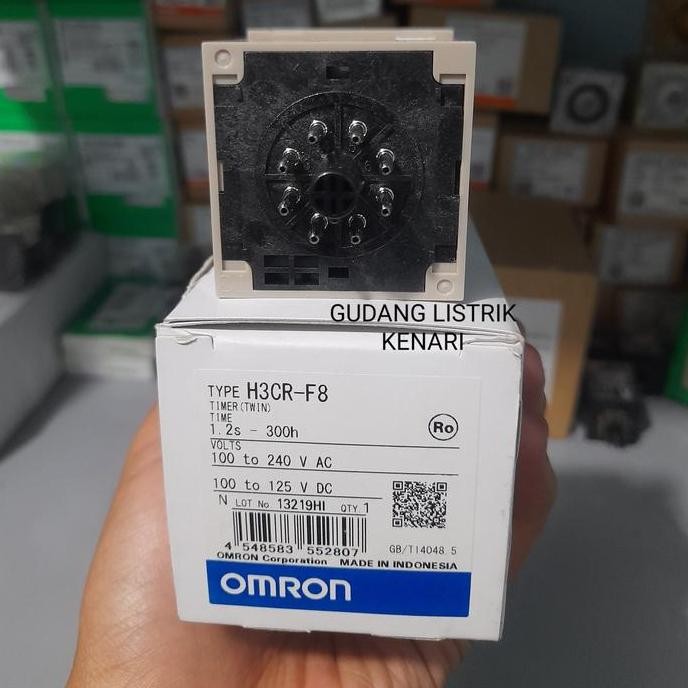 GUDANG LISTRIK
KENARI
TYPE H3CR-F8
TIMER(TWIN)
TIME
1.2s - 300h
Ro
VOLTS
100 to 240 V AC
100 to 125 V DC
N LOT No 13219HI QTY. 1
4 548583 552807
GB/T14048.5
OMRON Corporation MADE IN INDONESIA
OMRON